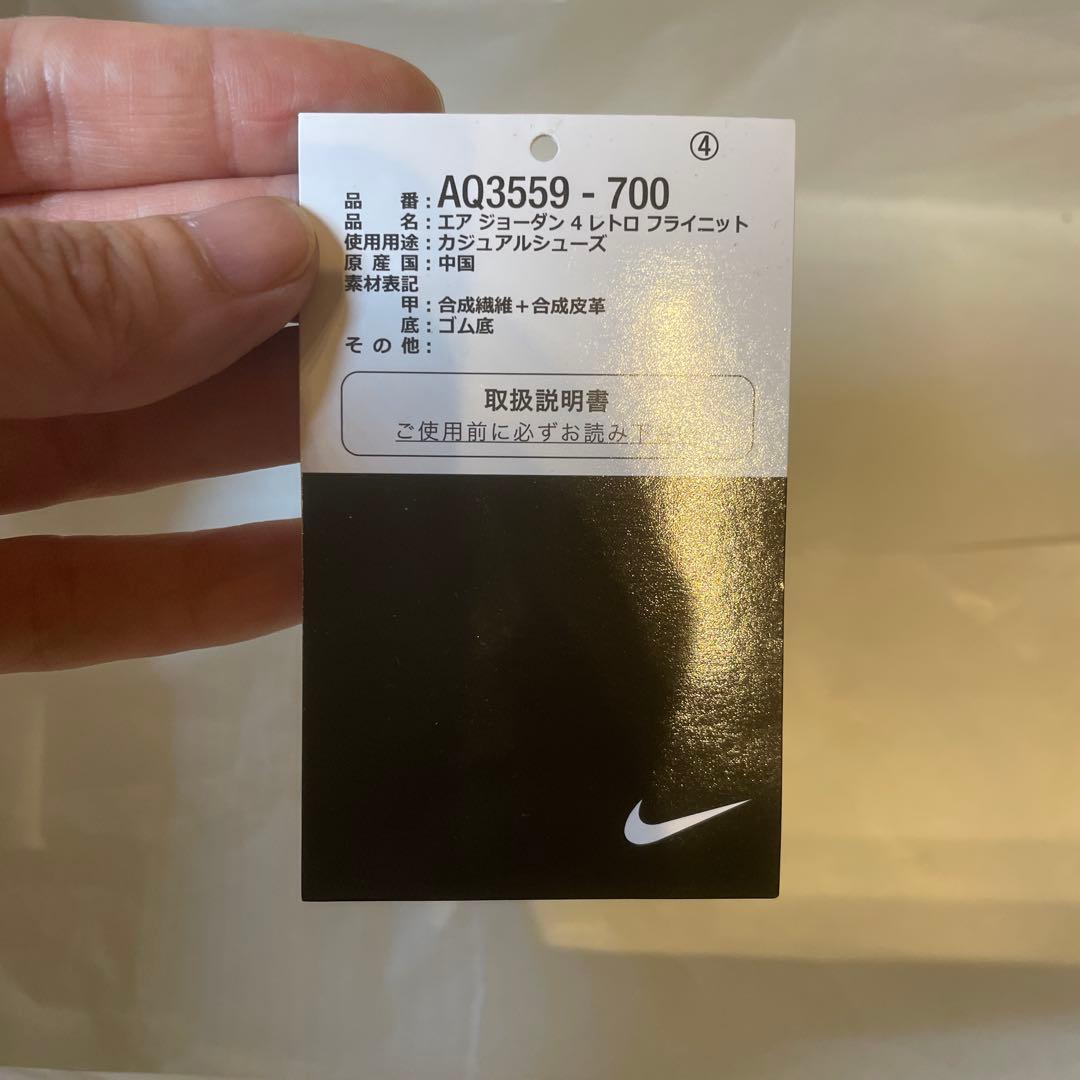 ④
品 番：AQ3559 - 700
品 名：エア ジョーダン 4 レトロ フライニット
使用用途：カジュアルシューズ
原 産 国：中国
素材表記
甲：合成繊維＋合成皮革
底：ゴム底
そ の 他：
取扱説明書
ご使用前に必ずお読み下